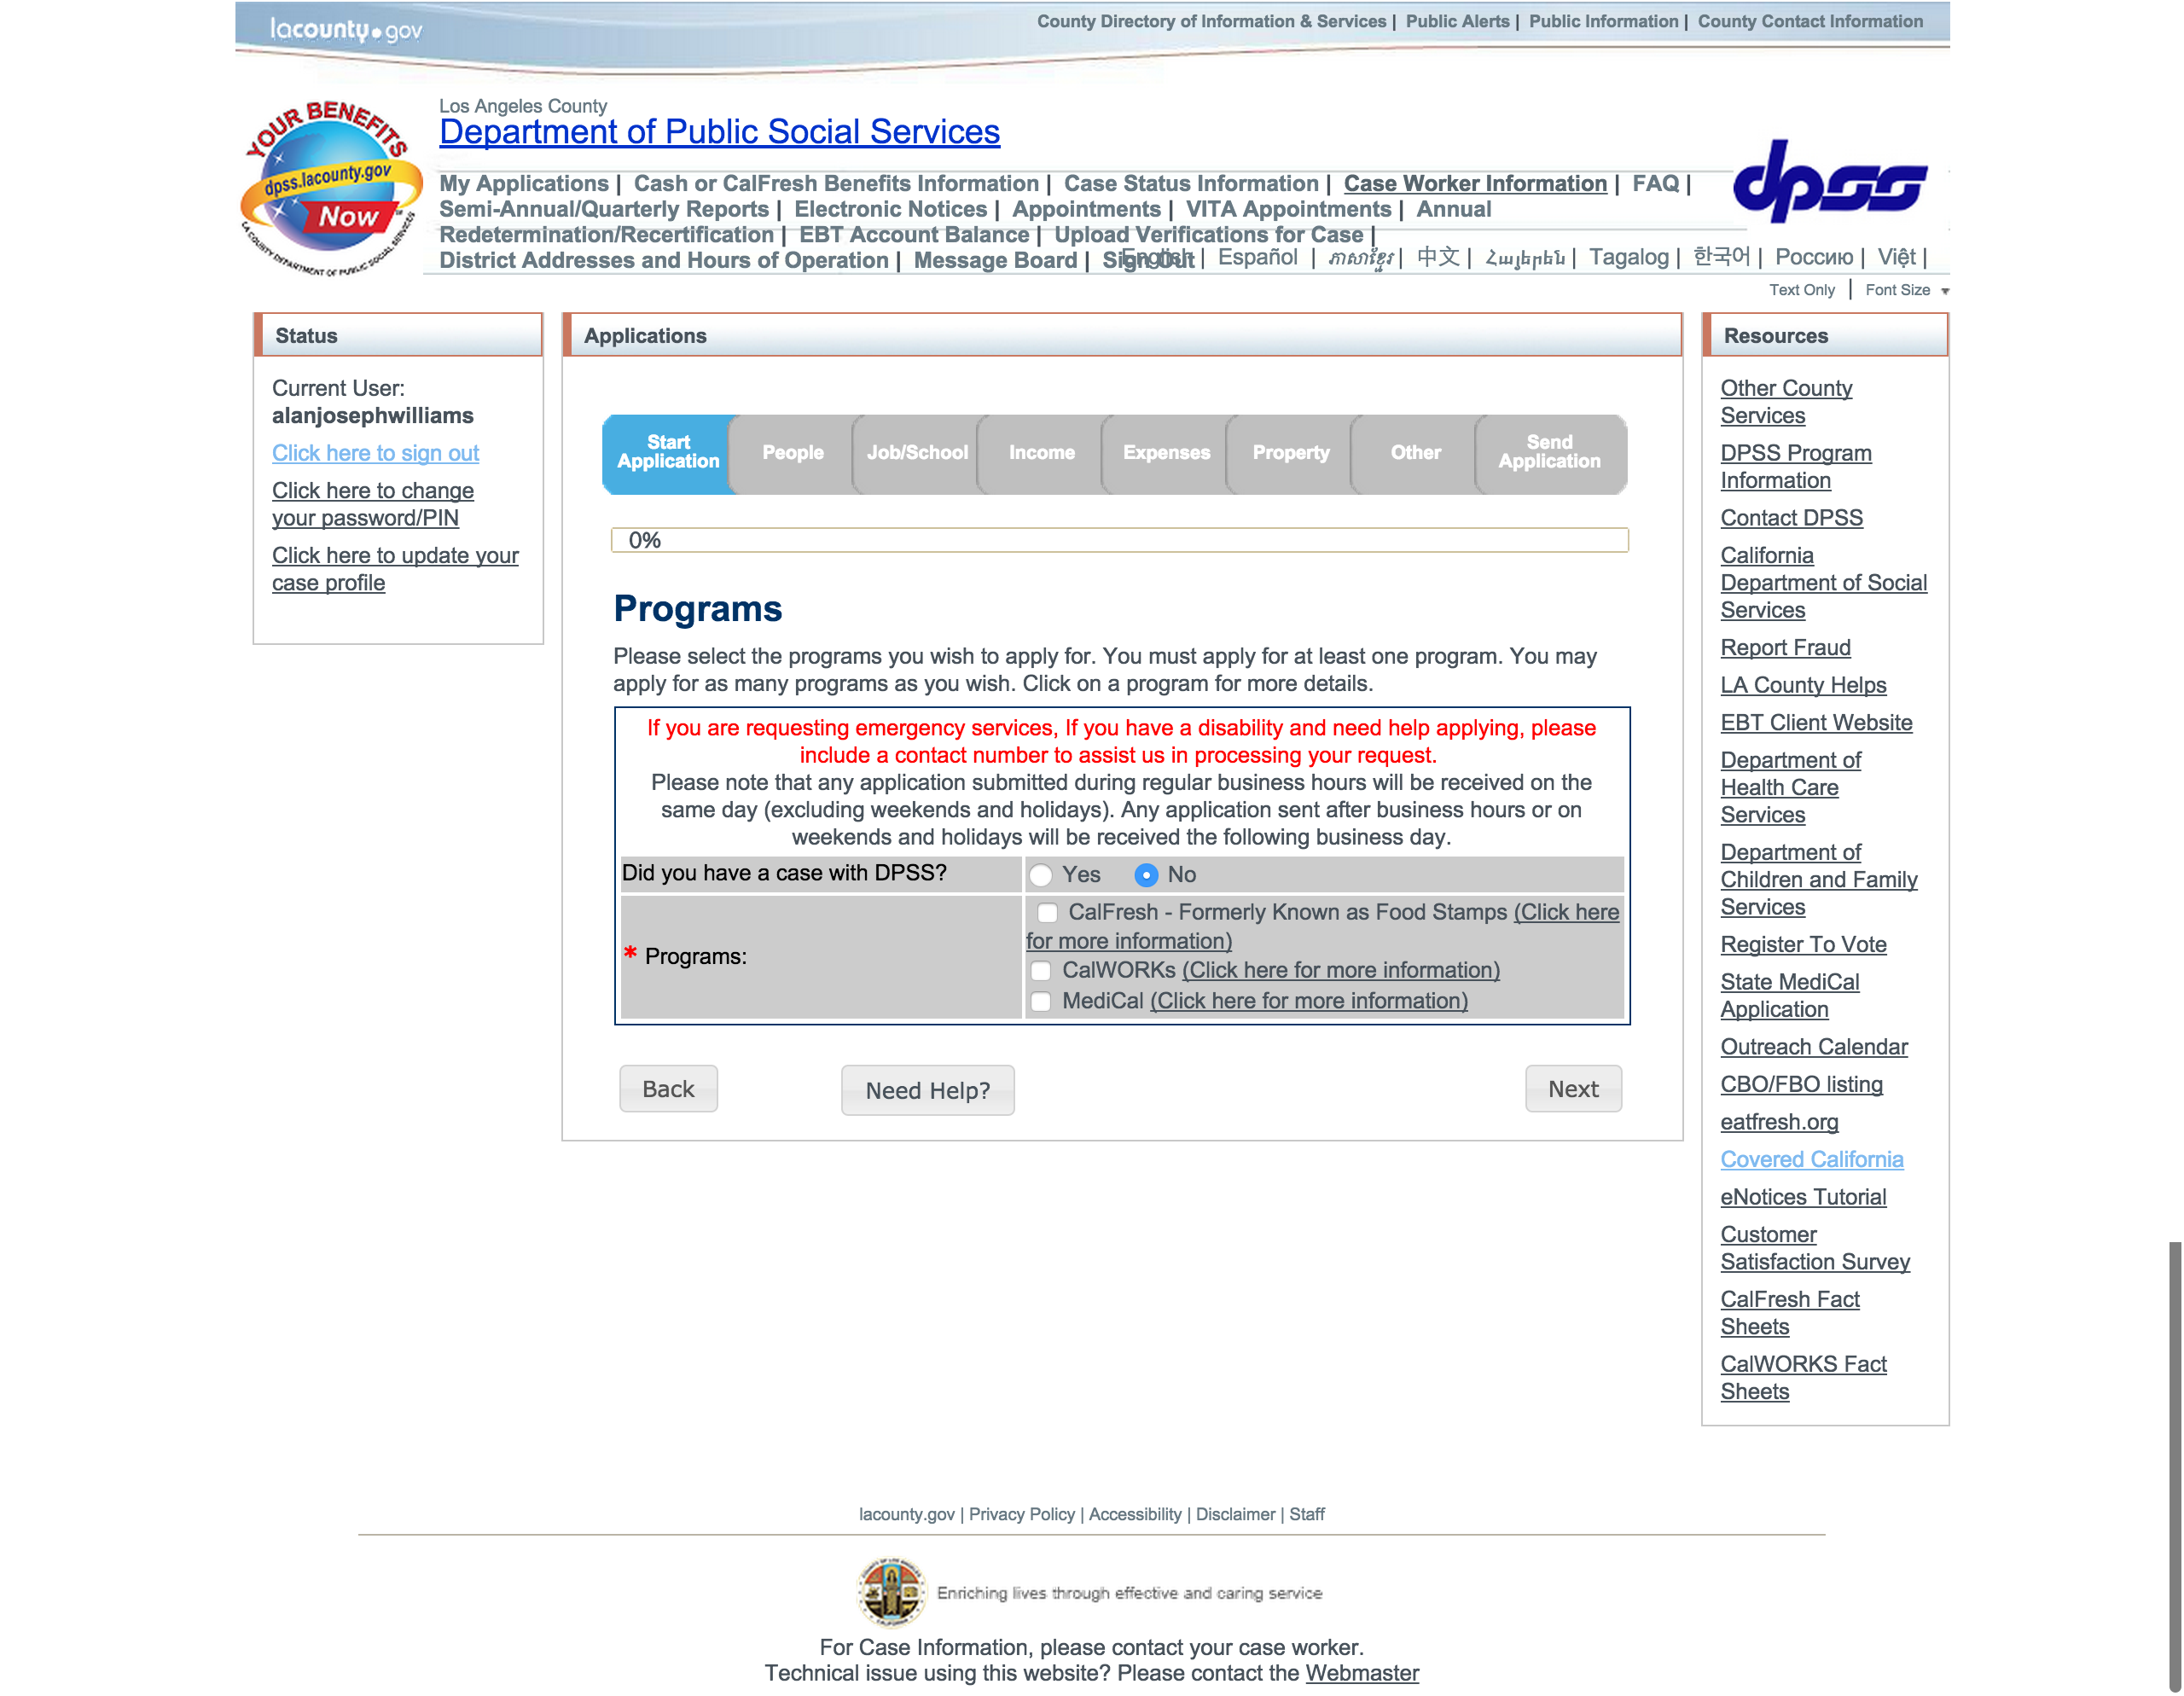 lacounty.gov
County Directory of Information & Services | Public Alerts | Public Information | County Contact Information
YOUR BENEFITS
dpss.lacounty.gov
Now
LA COUNTY DEPARTMENT OF PUBLIC SOCIAL SERVICES
Los Angeles County
Department of Public Social Services
dpss
My Applications | Cash or CalFresh Benefits Information | Case Status Information | Case Worker Information | FAQ |
Semi-Annual/Quarterly Reports | Electronic Notices | Appointments | VITA Appointments | Annual
Redetermination/Recertification | EBT Account Balance | Upload Verifications for Case |
District Addresses and Hours of Operation | Message Board | Sign Out
English | Español | ភាសាខ្មែរ | 中文 | Հայերեն | Tagalog | 한국어 | Россию | Việt |
Text Only | Font Size
Status
Current User:
alanjosephwilliams
Click here to sign out
Click here to change
your password/PIN
Click here to update your
case profile
Applications
Start
Application
People
Job/School
Income
Expenses
Property
Other
Send
Application
0%
Programs
Please select the programs you wish to apply for. You must apply for at least one program. You may
apply for as many programs as you wish. Click on a program for more details.
If you are requesting emergency services, If you have a disability and need help applying, please
include a contact number to assist us in processing your request.
Please note that any application submitted during regular business hours will be received on the
same day (excluding weekends and holidays). Any application sent after business hours or on
weekends and holidays will be received the following business day.
Did you have a case with DPSS? Yes No
* Programs:
CalFresh - Formerly Known as Food Stamps (Click here
for more information)
CalWORKs (Click here for more information)
MediCal (Click here for more information)
Back
Need Help?
Next
Resources
Other County
Services
DPSS Program
Information
Contact DPSS
California
Department of Social
Services
Report Fraud
LA County Helps
EBT Client Website
Department of
Health Care
Services
Department of
Children and Family
Services
Register To Vote
State MediCal
Application
Outreach Calendar
CBO/FBO listing
eatfresh.org
Covered California
eNotices Tutorial
Customer
Satisfaction Survey
CalFresh Fact
Sheets
CalWORKS Fact
Sheets
lacounty.gov | Privacy Policy | Accessibility | Disclaimer | Staff
Enriching lives through effective and caring service
For Case Information, please contact your case worker.
Technical issue using this website? Please contact the Webmaster